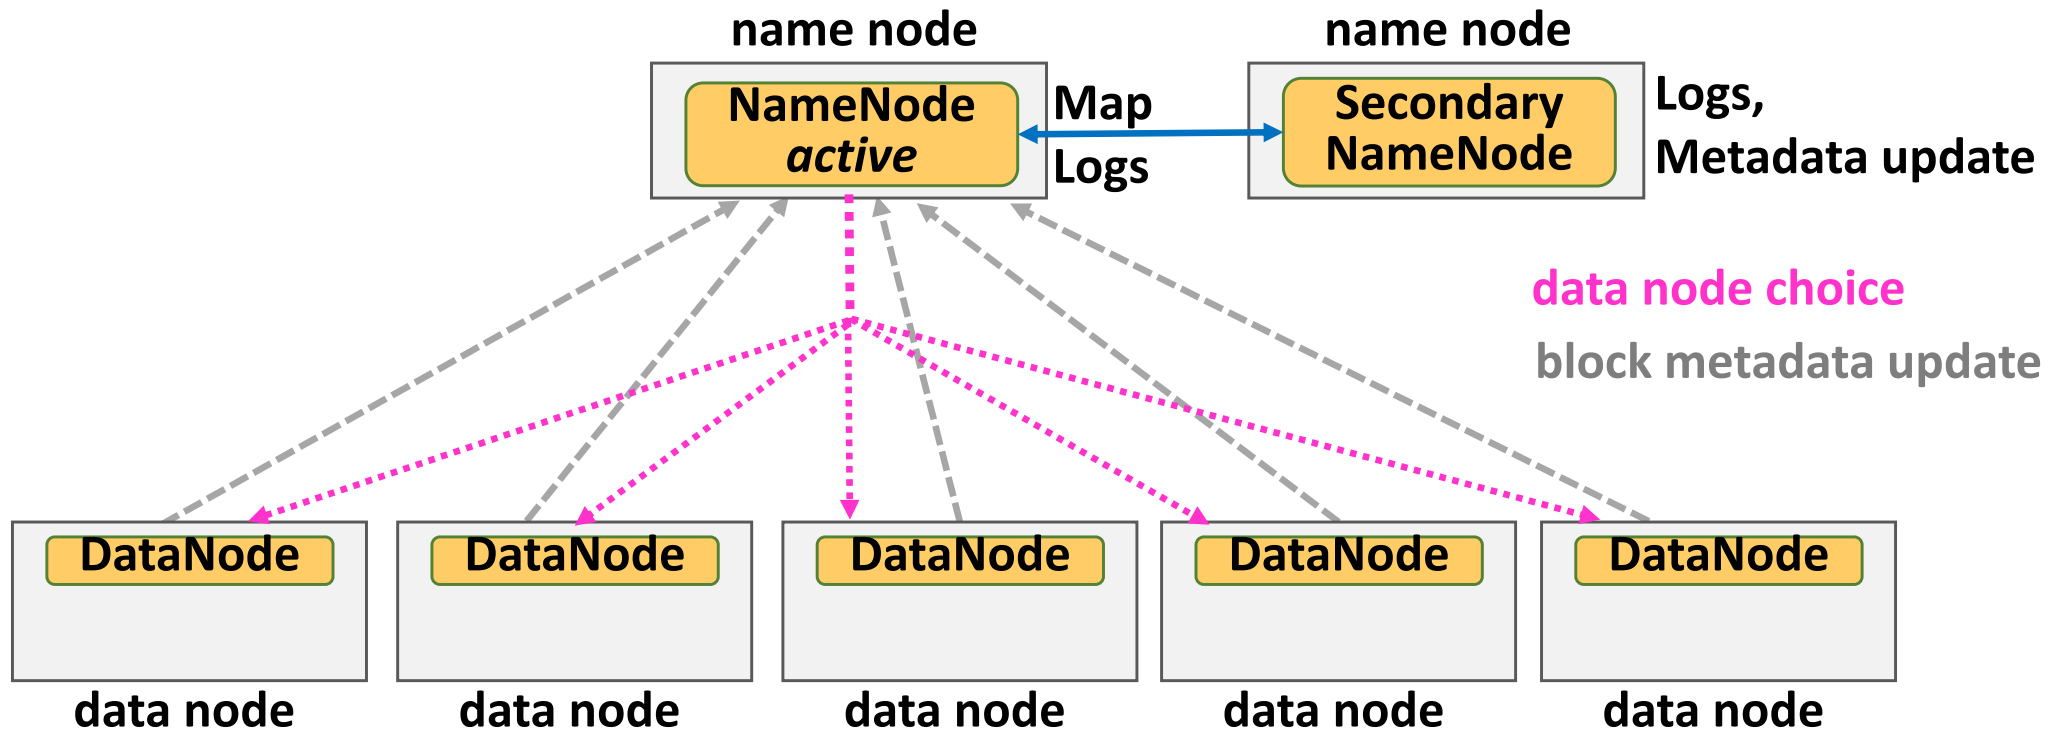 name node
name node
NameNode
active
Map
Logs
Secondary
NameNode
Logs,
Metadata update
data node choice
block metadata update
DataNode
DataNode
DataNode
DataNode
DataNode
data node
data node
data node
data node
data node